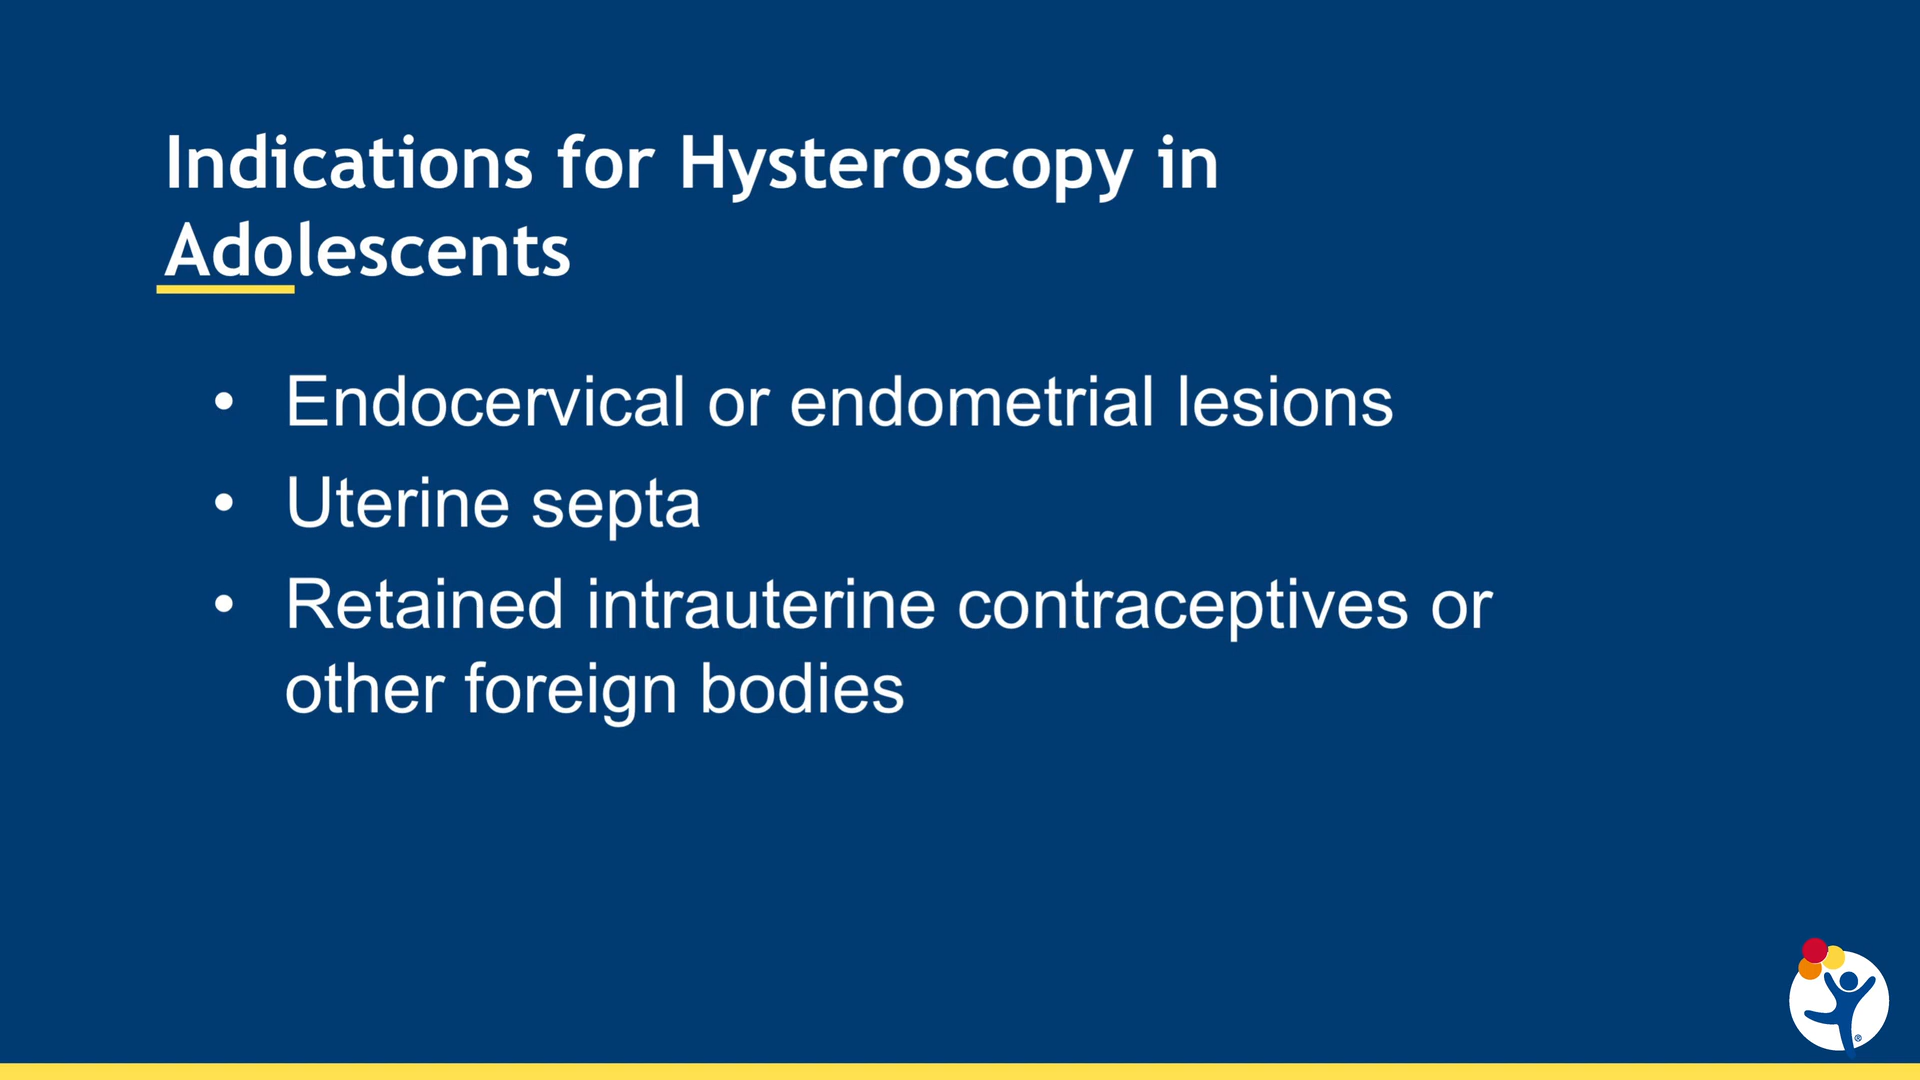 Indications for Hysteroscopy in
Adolescents
• Endocervical or endometrial lesions
• Uterine septa
• Retained intrauterine contraceptives or
other foreign bodies
®